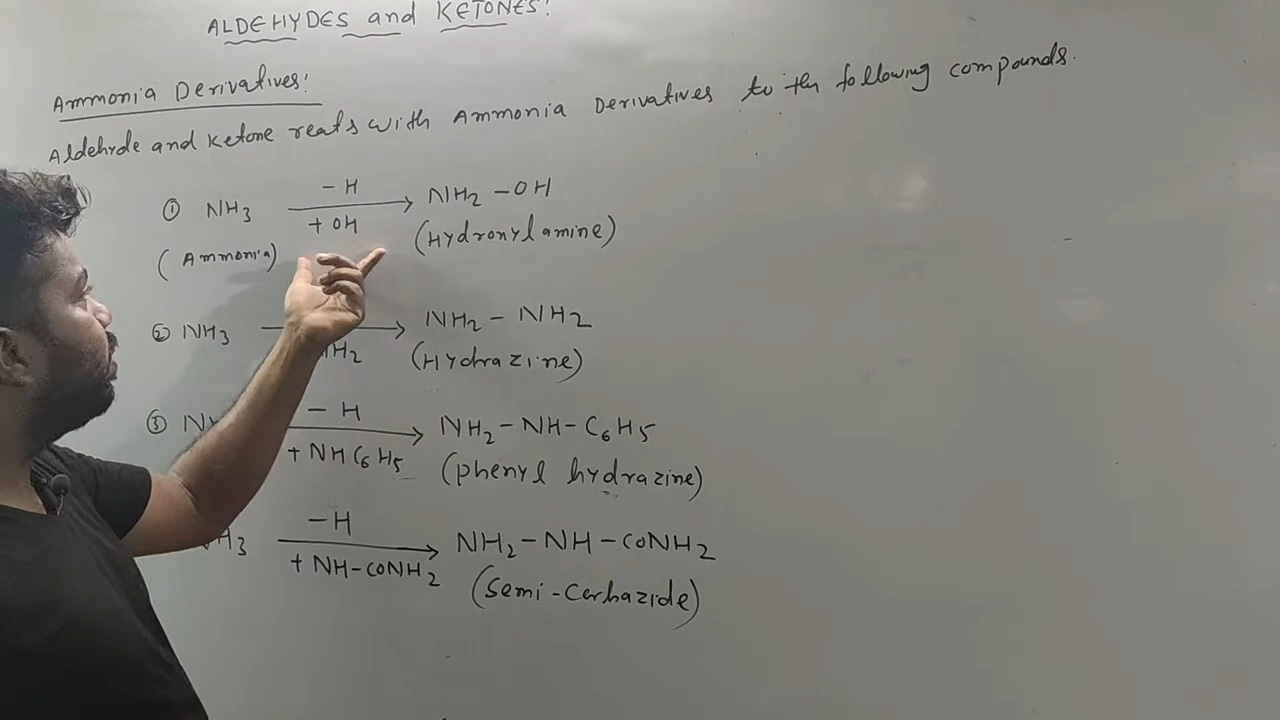 ALDEHYDES and KETONES:
Ammonia Derivatives:
Aldehyde and Ketone reats with Ammonia Derivatives to the following compounds.
① NH3 - H + OH NH2 - OH
(Ammonia) (Hydroxylamine)
② NH3 NH2 - NH2
(Hydrazine)
③ - H + NHC6H5 NH2 - NH - C6H5
(phenyl hydrazine)
- H + NH-CONH2 NH2 - NH - CONH2
(Semi-Carbazide)